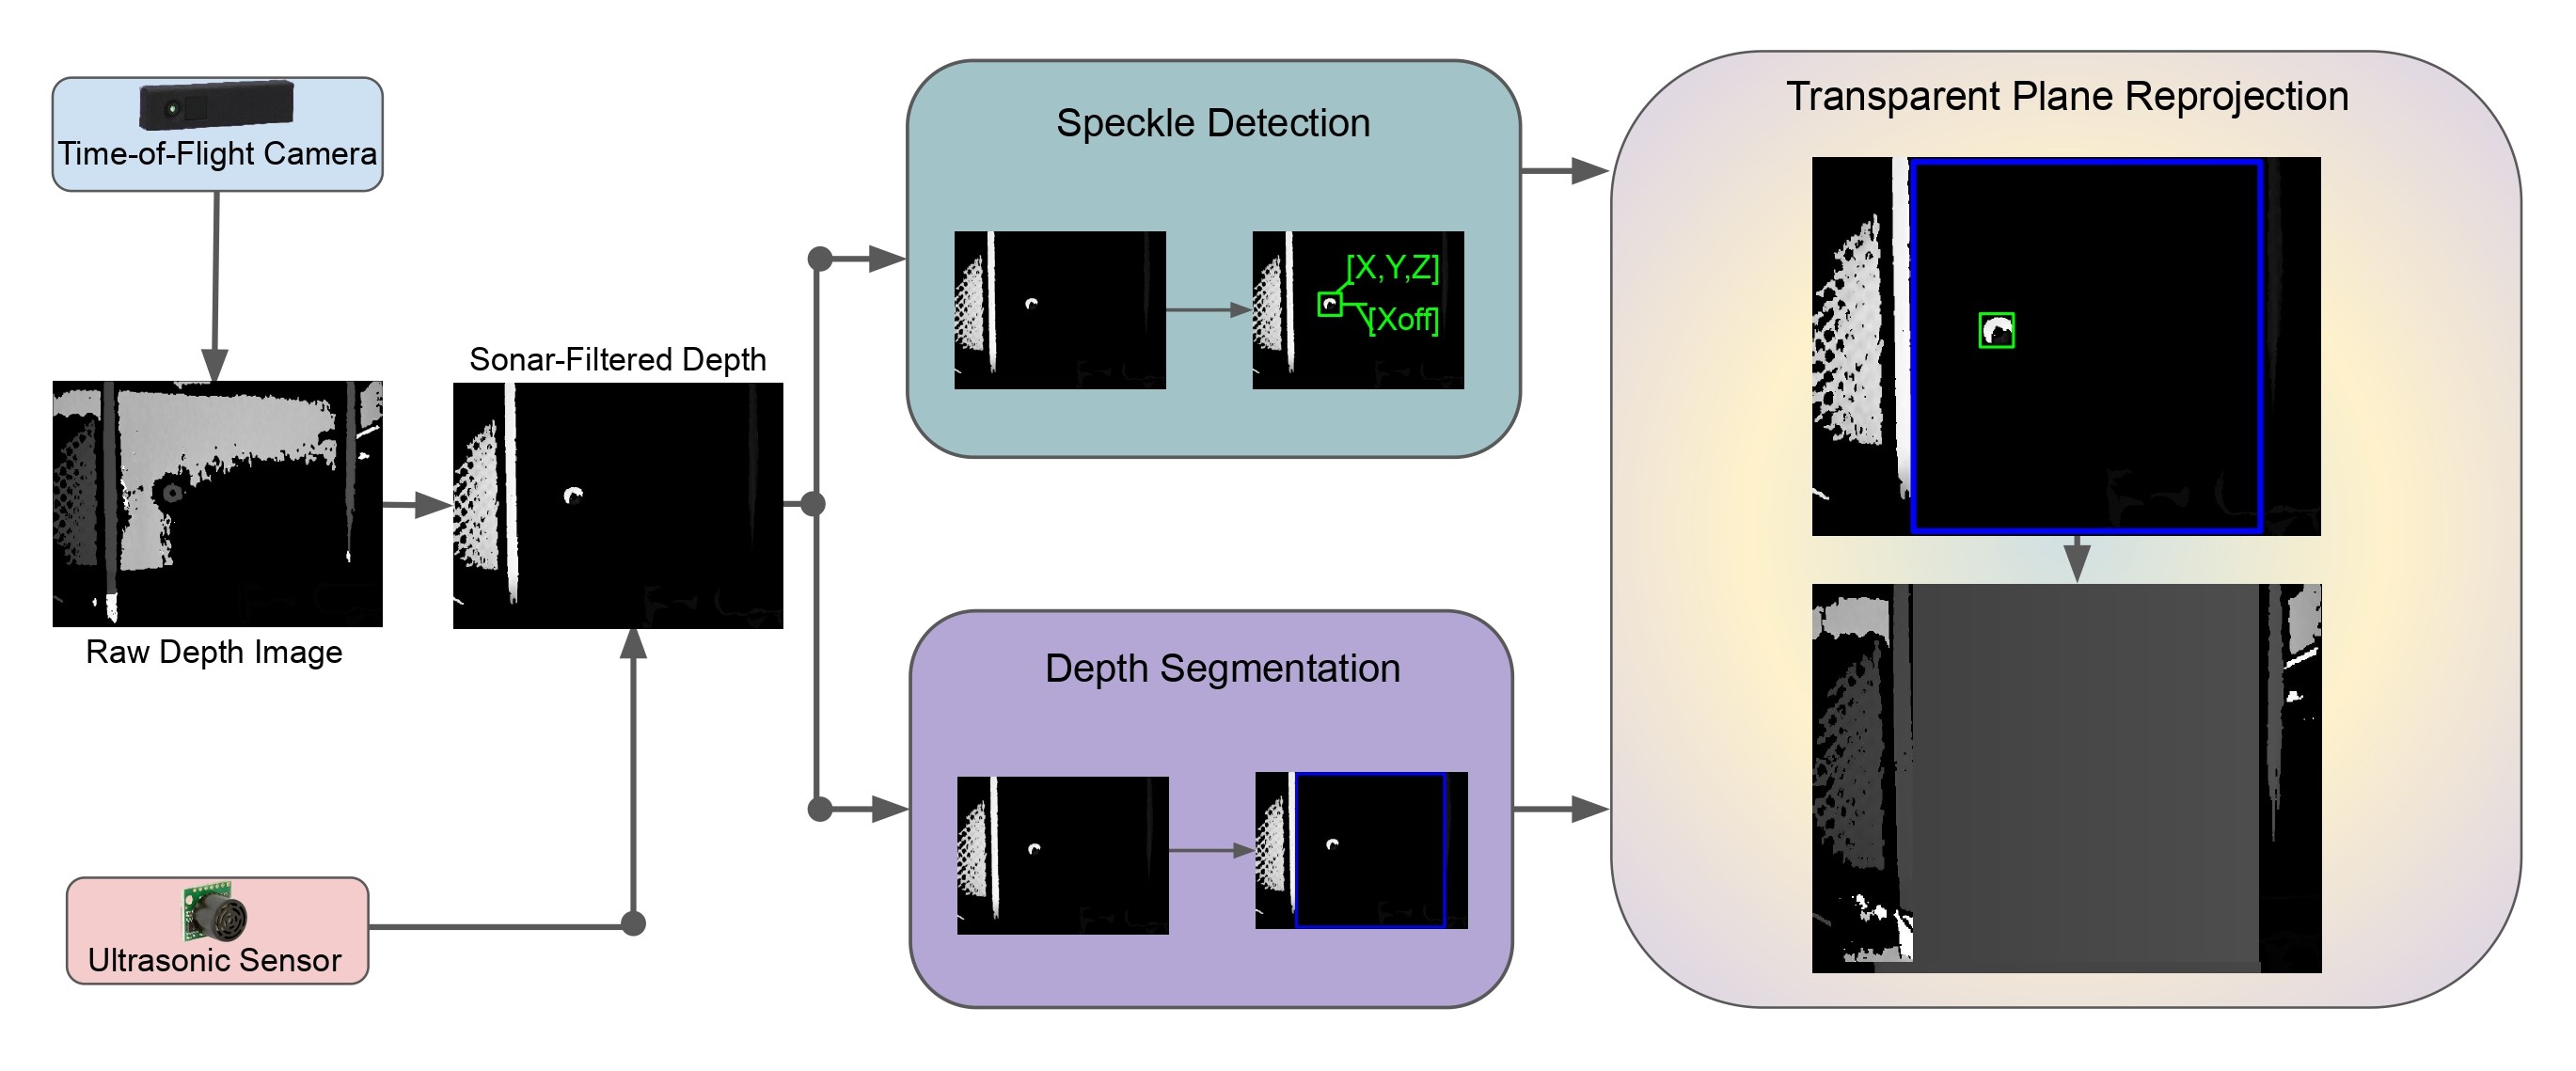 Time-of-Flight Camera
Raw Depth Image
Sonar-Filtered Depth
Ultrasonic Sensor
Speckle Detection
[X,Y,Z]
[Xoff]
Depth Segmentation
Transparent Plane Reprojection